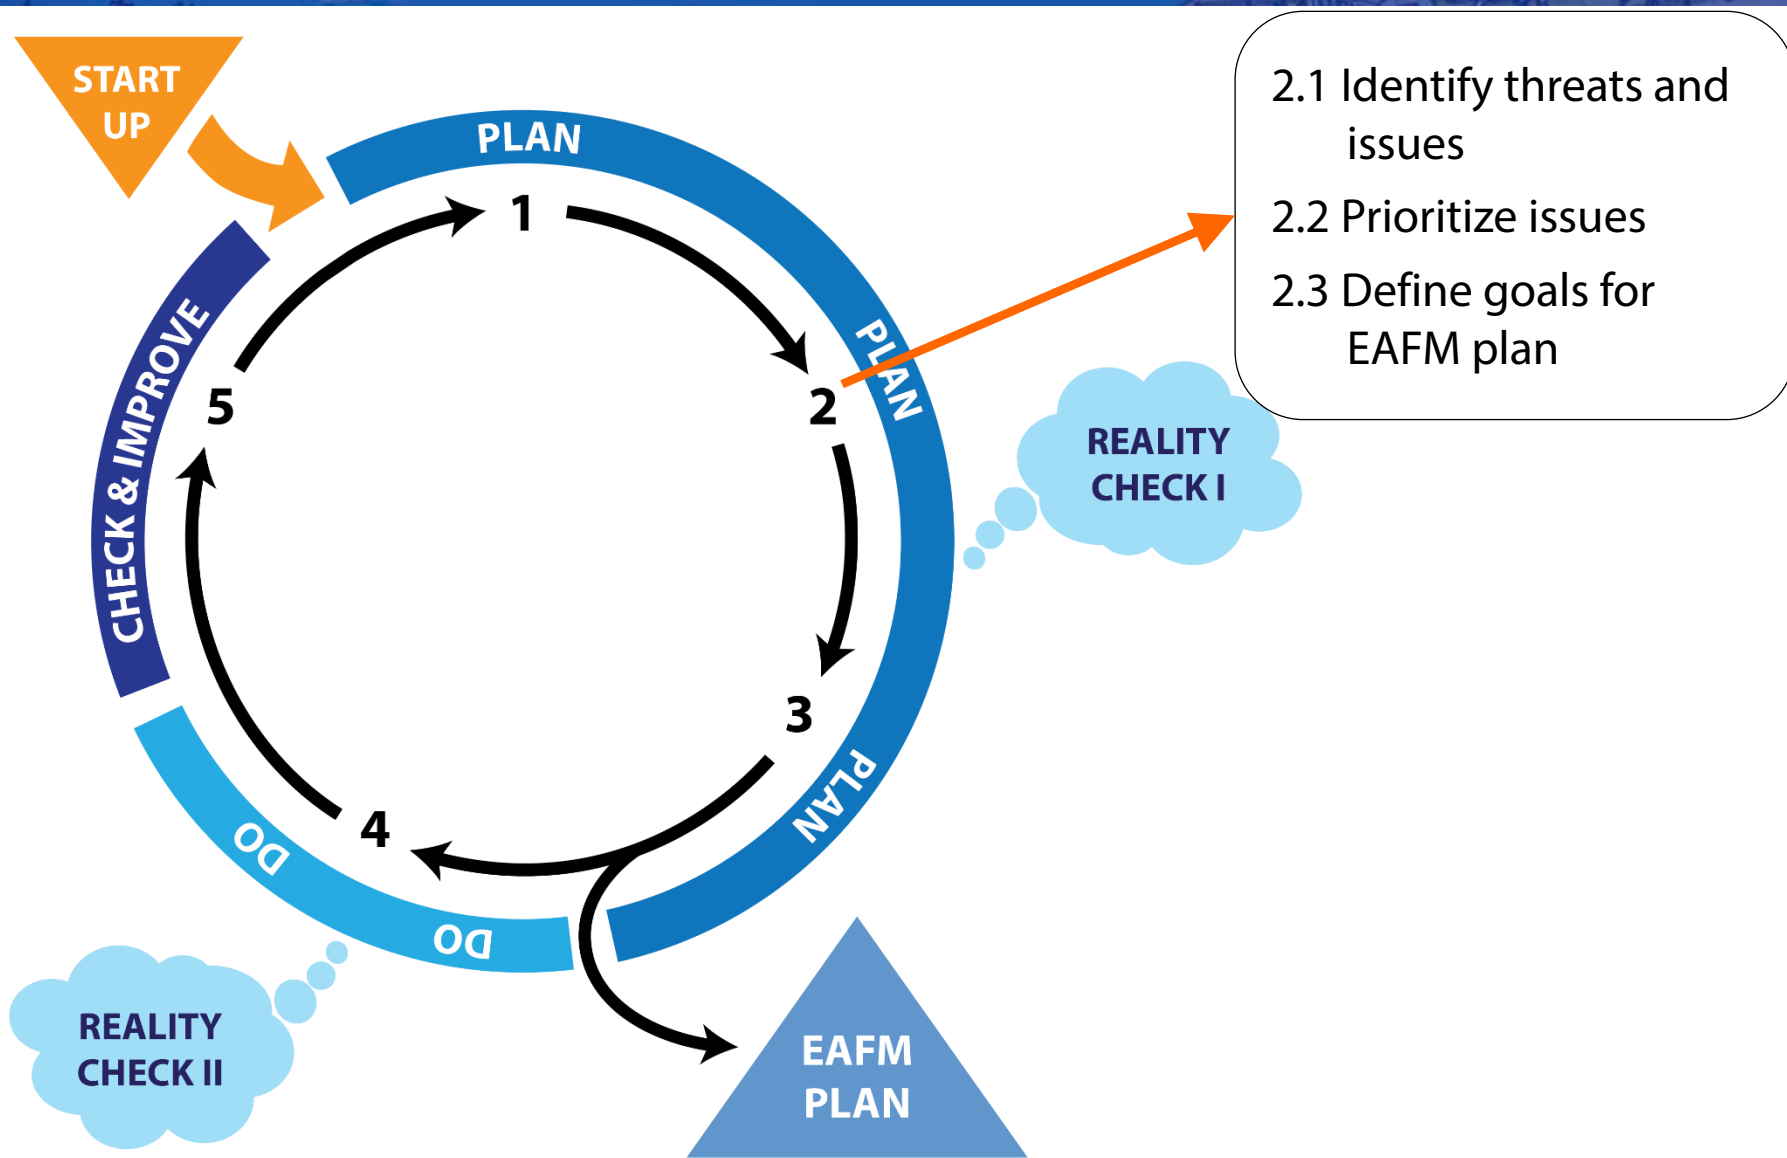 START
UP
PLAN
1
2.1 Identify threats and
issues
2.2 Prioritize issues
2.3 Define goals for
EAFM plan
PLAN
2
5
CHECK & IMPROVE
REALITY
CHECK I
3
PLAN
4
DO
DO
REALITY
CHECK II
EAFM
PLAN